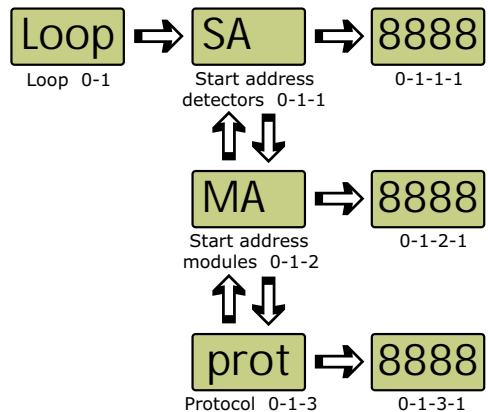 Loop SA 8888
Loop 0-1
Start address
detectors 0-1-1
0-1-1-1
MA 8888
Start address
modules 0-1-2
0-1-2-1
prot 8888
Protocol 0-1-3
0-1-3-1